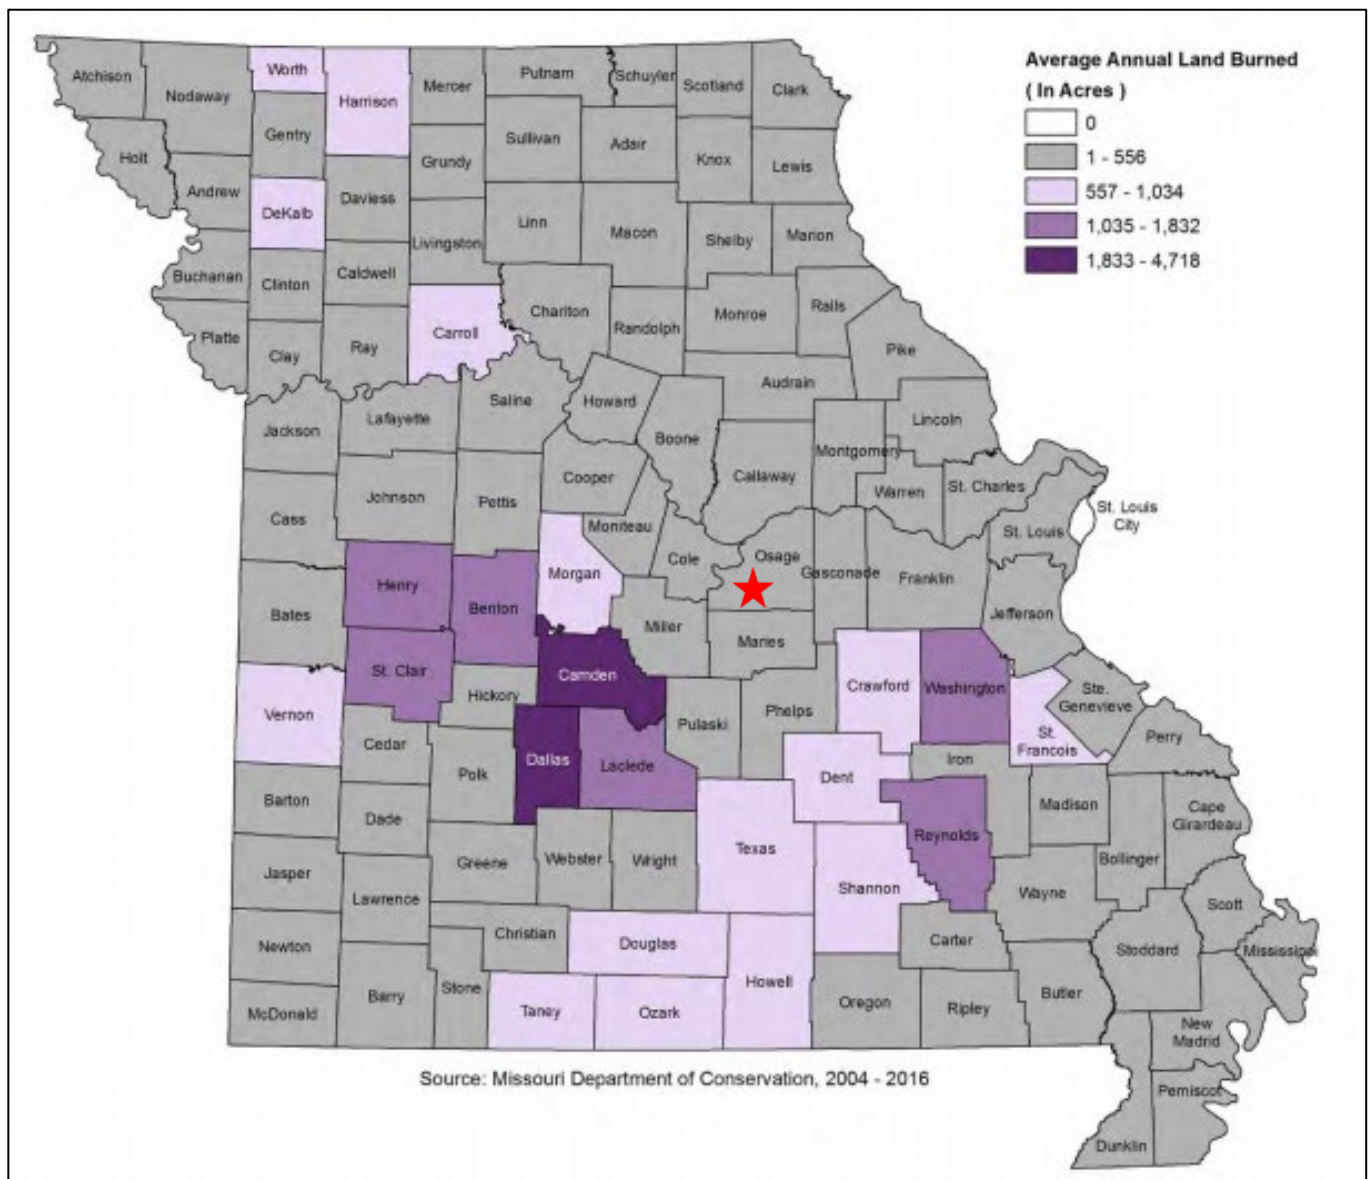 Average Annual Land Burned
( In Acres )
0
1 - 556
557 - 1,034
1,035 - 1,832
1,833 - 4,718
Atchison
Nodaway
Worth
Harrison
Mercer
Putnam
Schuyler
Scotland
Clark
Holt
Andrew
Gentry
DeKalb
Daviess
Grundy
Sullivan
Adair
Knox
Lewis
Buchanan
Clinton
Caldwell
Livingston
Linn
Macon
Shelby
Marion
Platte
Clay
Ray
Carroll
Chariton
Randolph
Monroe
Ralls
Pike
Audrain
Jackson
Lafayette
Saline
Howard
Boone
Callaway
Montgomery
Lincoln
Warren
St. Charles
St. Louis
St. Louis
City
Cass
Johnson
Pettis
Cooper
Moniteau
Cole
Osage
Gasconade
Franklin
Jefferson
Bates
Henry
Benton
Morgan
Miller
Maries
Vernon
St. Clair
Hickory
Camden
Pulaski
Phelps
Crawford
Washington
St.
Francois
Ste.
Genevieve
Perry
Barton
Cedar
Polk
Dallas
Laclede
Dent
Iron
Madison
Cape
Girardeau
Bollinger
Jasper
Dade
Greene
Webster
Wright
Texas
Shannon
Reynolds
Wayne
Scott
Newton
Lawrence
Christian
Douglas
Howell
Carter
Stoddard
Mississippi
McDonald
Barry
Stone
Taney
Ozark
Oregon
Ripley
Butler
New
Madrid
Pemiscot
Dunklin
Source: Missouri Department of Conservation, 2004 - 2016